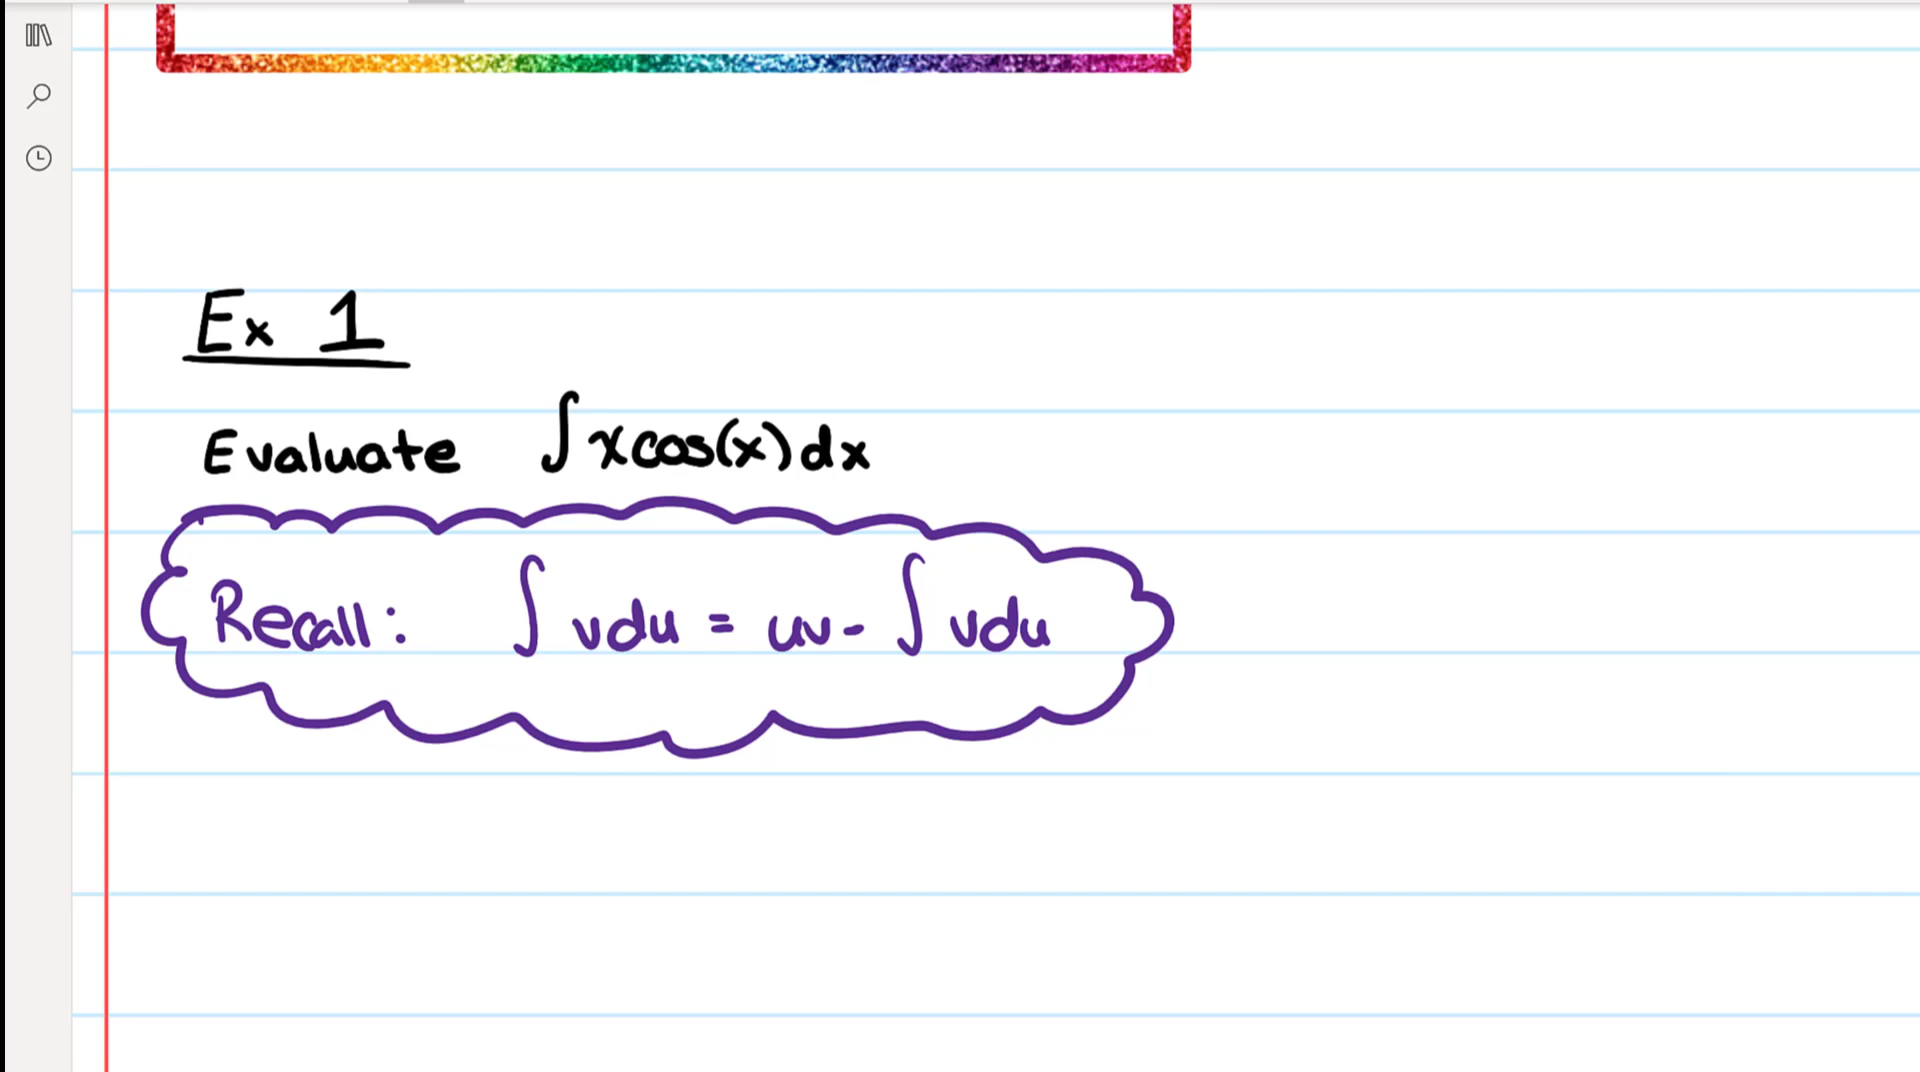 Ex 1
Evaluate ∫xcos(x)dx
Recall: ∫vdu = uv - ∫vdu